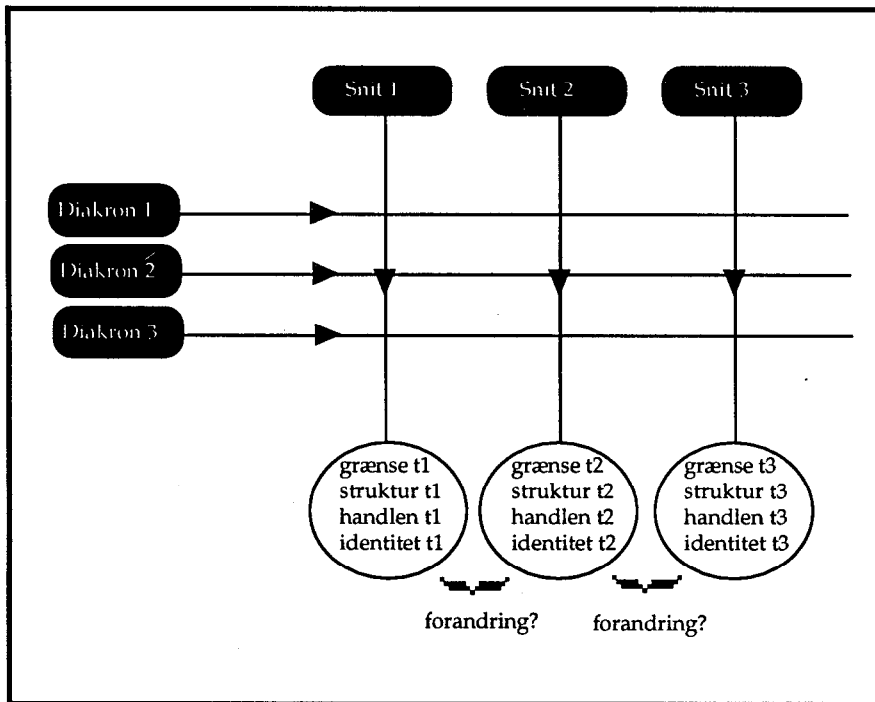 Snit 1
Snit 2
Snit 3
Diakron 1
Diakron 2
Diakron 3
grænse t1
struktur t1
handlen t1
identitet t1
grænse t2
struktur t2
handlen t2
identitet t2
grænse t3
struktur t3
handlen t3
identitet t3
forandring?
forandring?